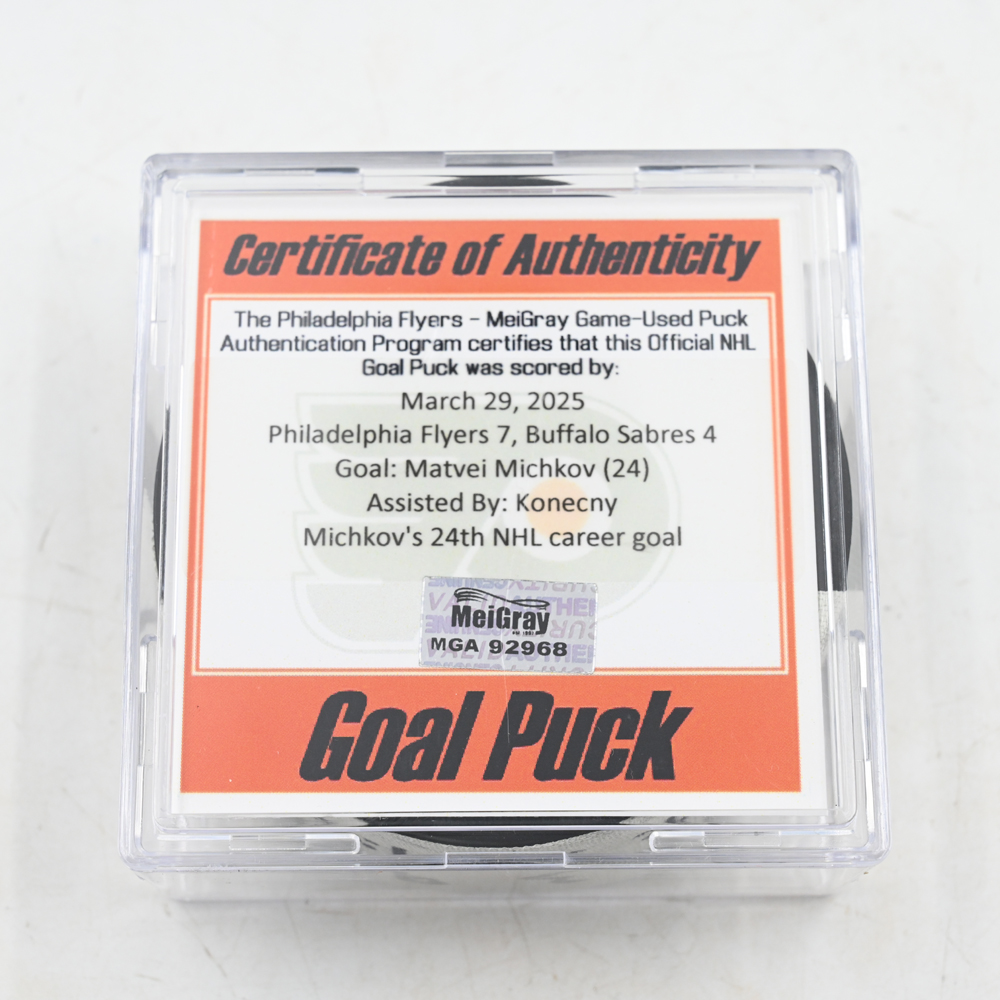 Certificate of Authenticity
The Philadelphia Flyers - MeiGray Game-Used Puck
Authentication Program certifies that this Official NHL
Goal Puck was scored by:
March 29, 2025
Philadelphia Flyers 7, Buffalo Sabres 4
Goal: Matvei Michkov (24)
Assisted By: Konecny
Michkov's 24th NHL career goal
MeiGray
MGA 92968
Goal Puck